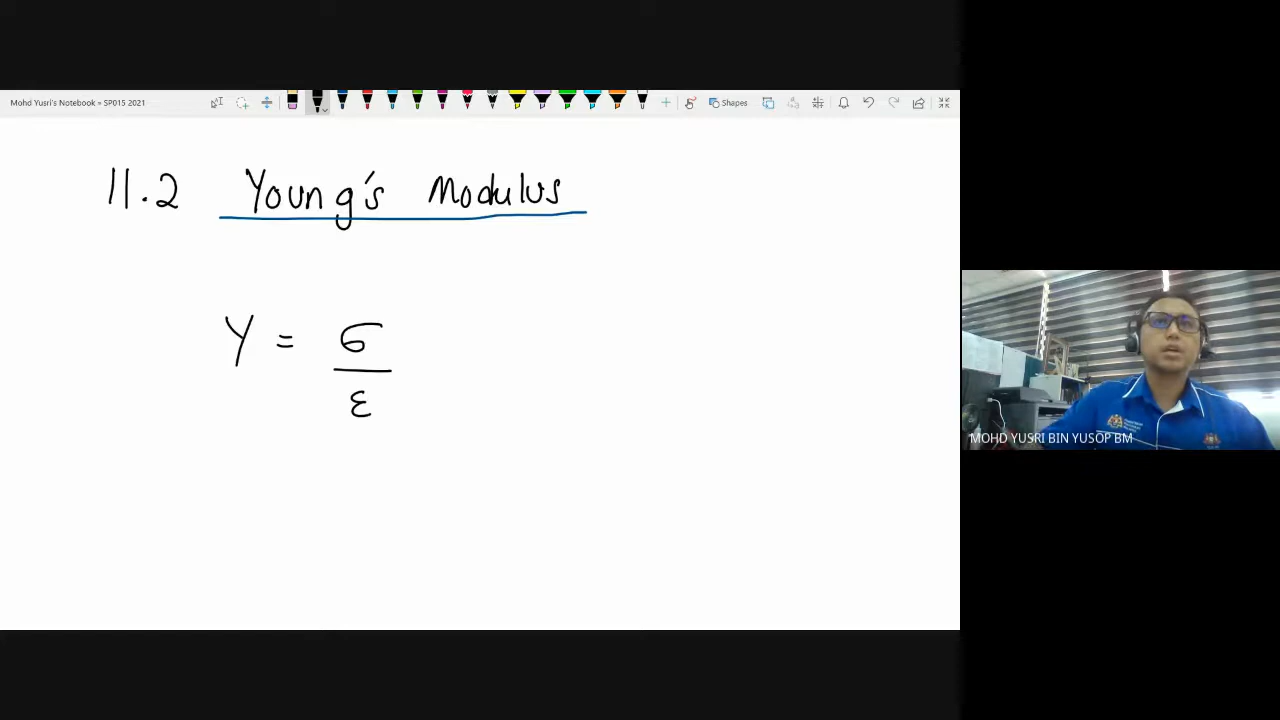 Mohd Yusri's Notebook » SP015 2021
Shapes
11.2 Young's Modulus
Y = σ
ε
MOHD YUSRI BIN YUSOP BM